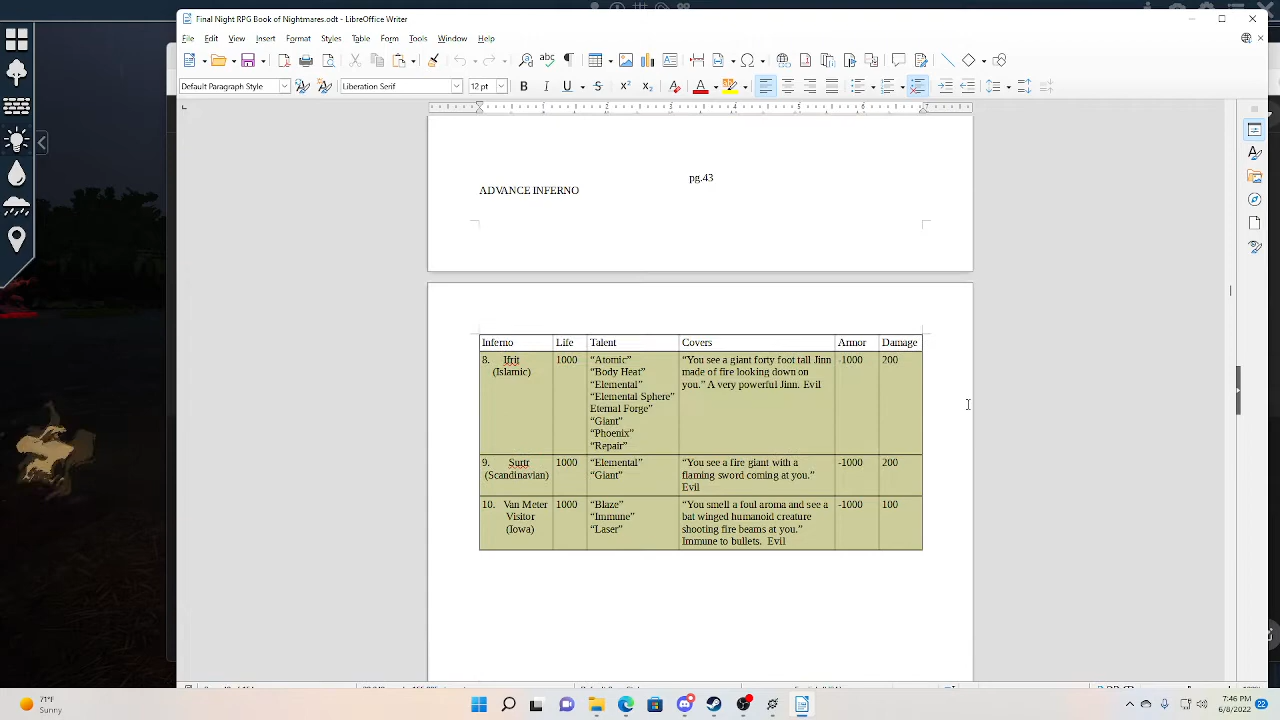 Final Night RPG Book of Nightmares.odt - LibreOffice Writer
File Edit View Insert Format Styles Table Form Tools Window Help
Default Paragraph Style
Liberation Serif
12 pt
pg.43
ADVANCE INFERNO
Inferno Life Talent Covers Armor Damage
8. Ifrit 1000 “Atomic” “You see a giant forty foot tall Jinn -1000 200
(Islamic) “Body Heat” made of fire looking down on
“Elemental” you.” A very powerful Jinn. Evil
“Elemental Sphere”
Eternal Forge”
“Giant”
“Phoenix”
“Repair”
9. Surtr 1000 “Elemental” “You see a fire giant with a -1000 200
(Scandinavian) “Giant” flaming sword coming at you.”
Evil
10. Van Meter 1000 “Blaze” “You smell a foul aroma and see a -1000 100
Visitor “Immune” bat winged humanoid creature
(Iowa) “Laser” shooting fire beams at you.”
Immune to bullets. Evil
71°F
Sunny
7:46 PM
6/8/2022